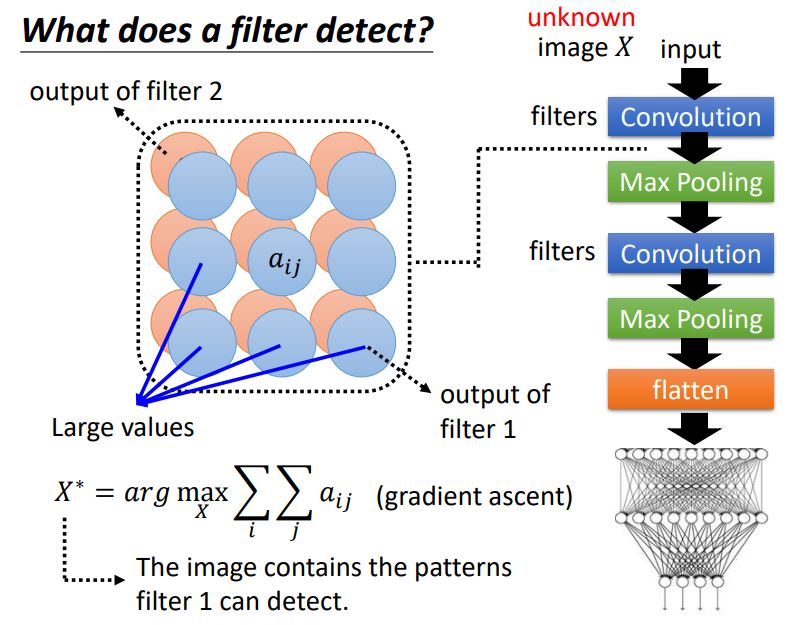 What does a filter detect?
unknown
image X input
output of filter 2
filters Convolution
Max Pooling
filters Convolution
a_{ij}
Max Pooling
flatten
output of
filter 1
Large values
X^* = arg max_X ∑_i ∑_j a_{ij} (gradient ascent)
The image contains the patterns
filter 1 can detect.